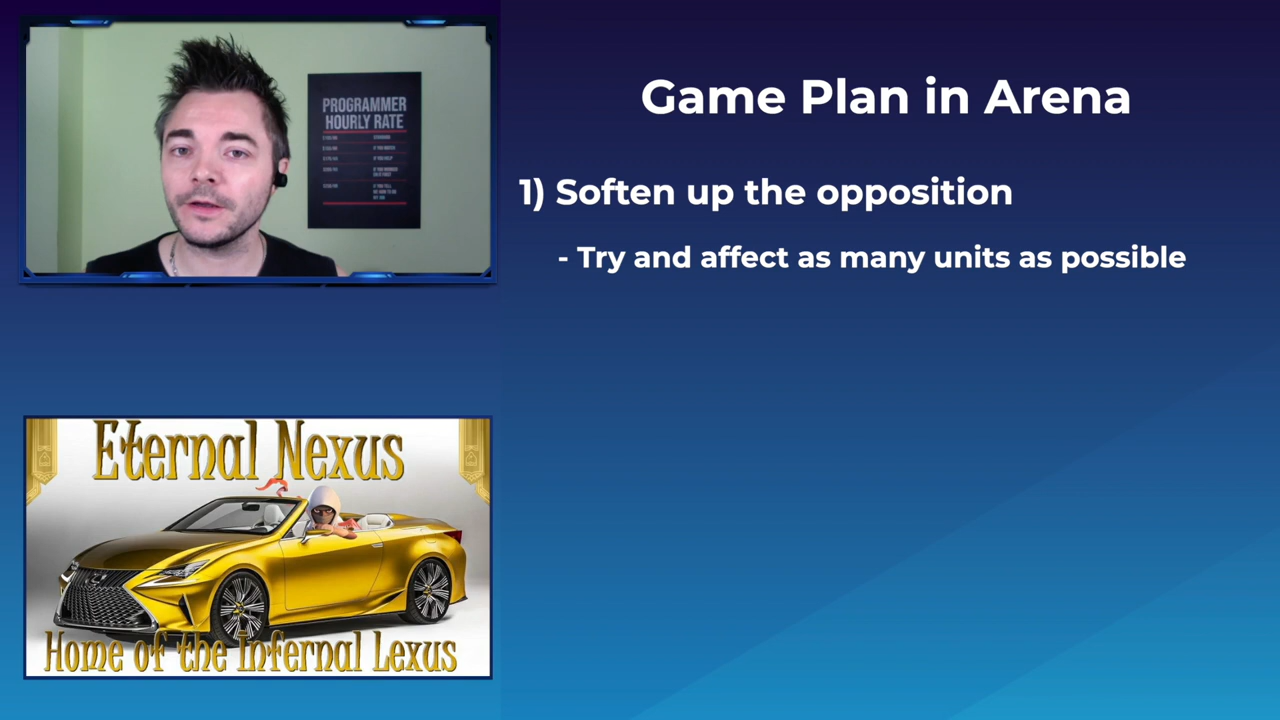 PROGRAMMER
HOURLY RATE
Game Plan in Arena
1) Soften up the opposition
- Try and affect as many units as possible
Eternal Nexus
Home of the Infernal Lexus